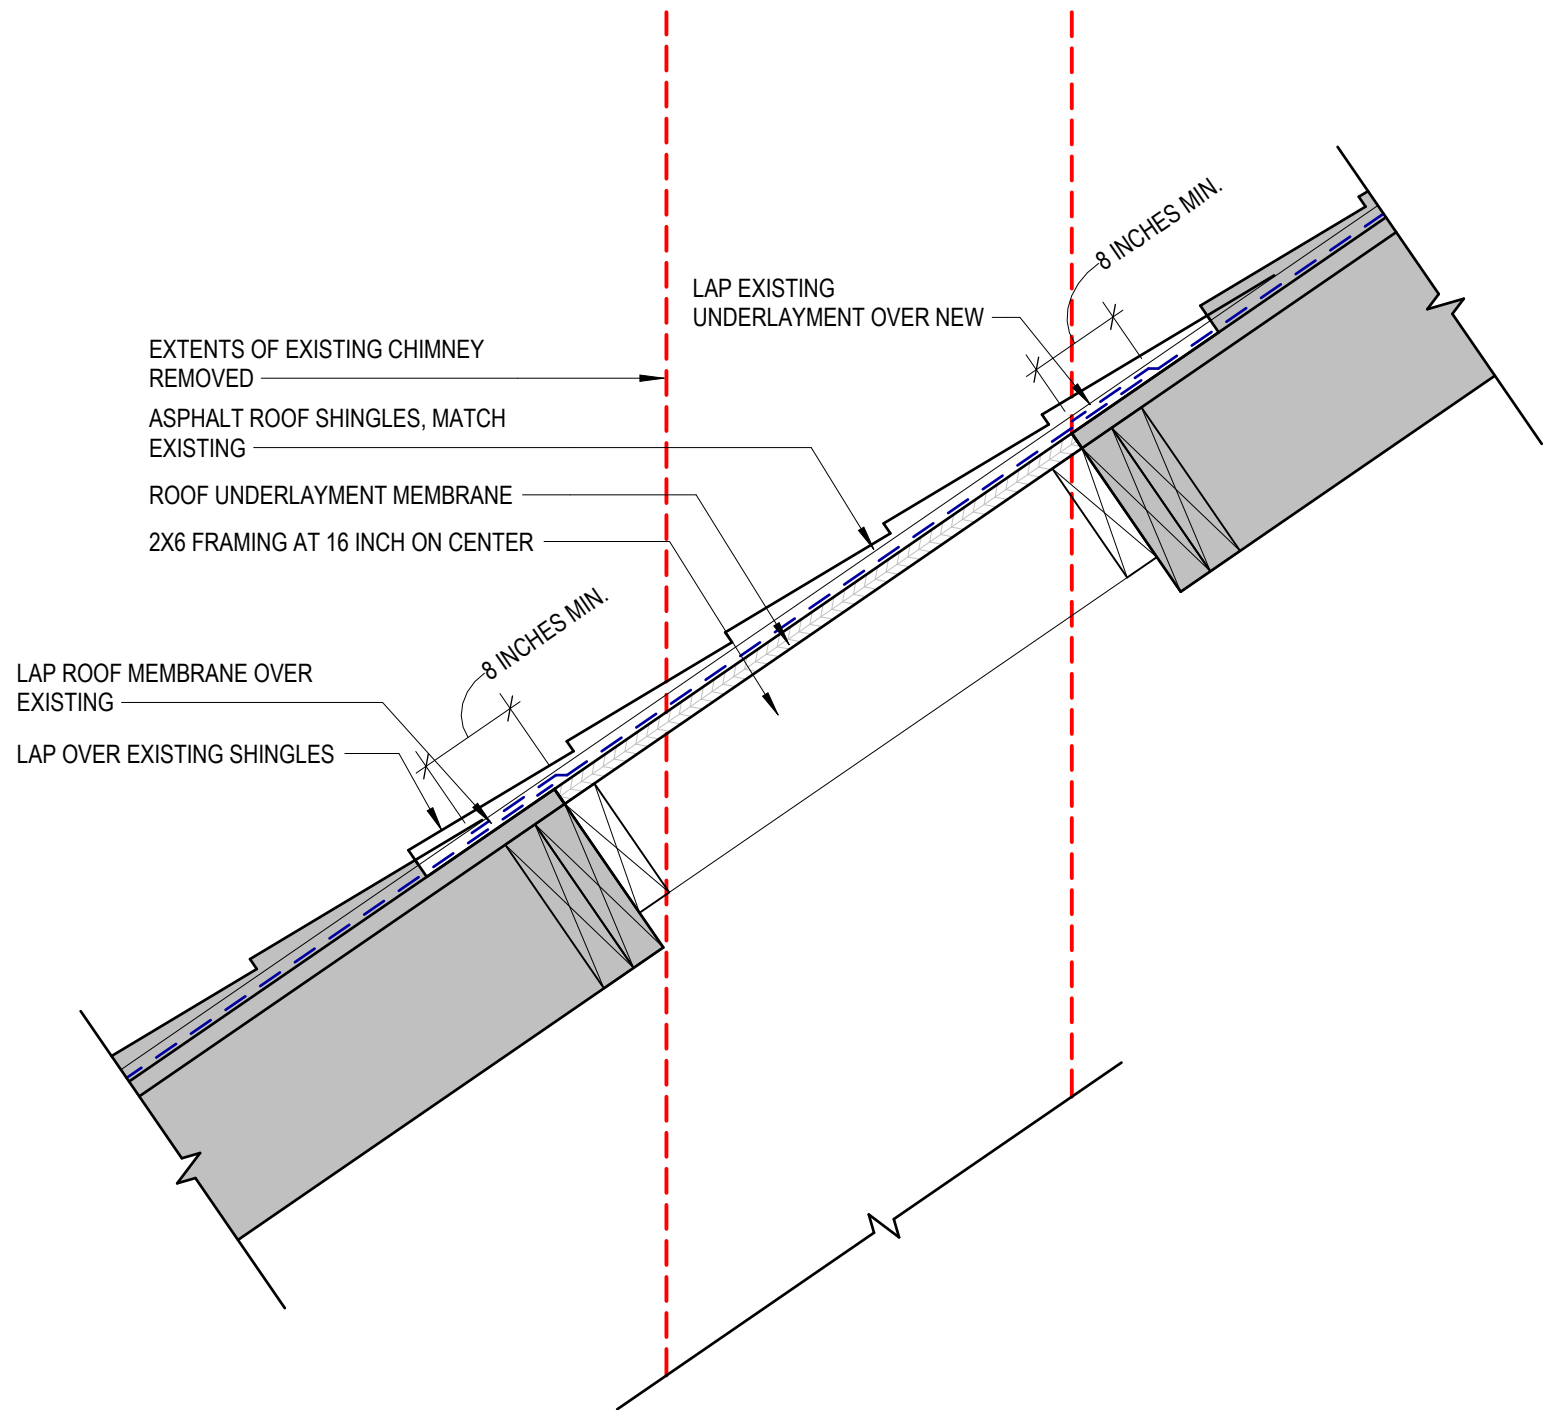 8 INCHES MIN.
LAP EXISTING
UNDERLAYMENT OVER NEW
EXTENTS OF EXISTING CHIMNEY
REMOVED
ASPHALT ROOF SHINGLES, MATCH
EXISTING
ROOF UNDERLAYMENT MEMBRANE
2X6 FRAMING AT 16 INCH ON CENTER
8 INCHES MIN.
LAP ROOF MEMBRANE OVER
EXISTING
LAP OVER EXISTING SHINGLES